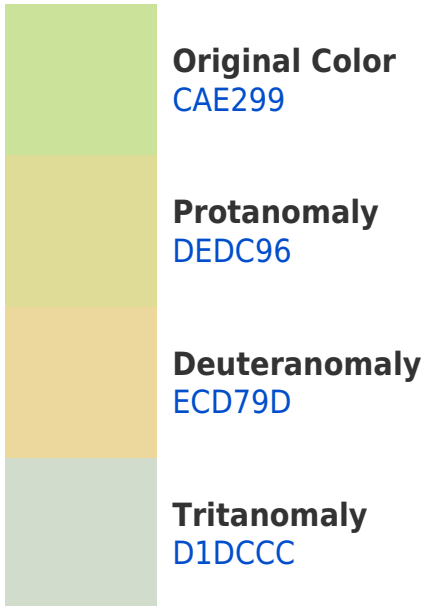 Original Color
CAE299
Protanomaly
DEDC96
Deuteranomaly
ECD79D
Tritanomaly
D1DCCC